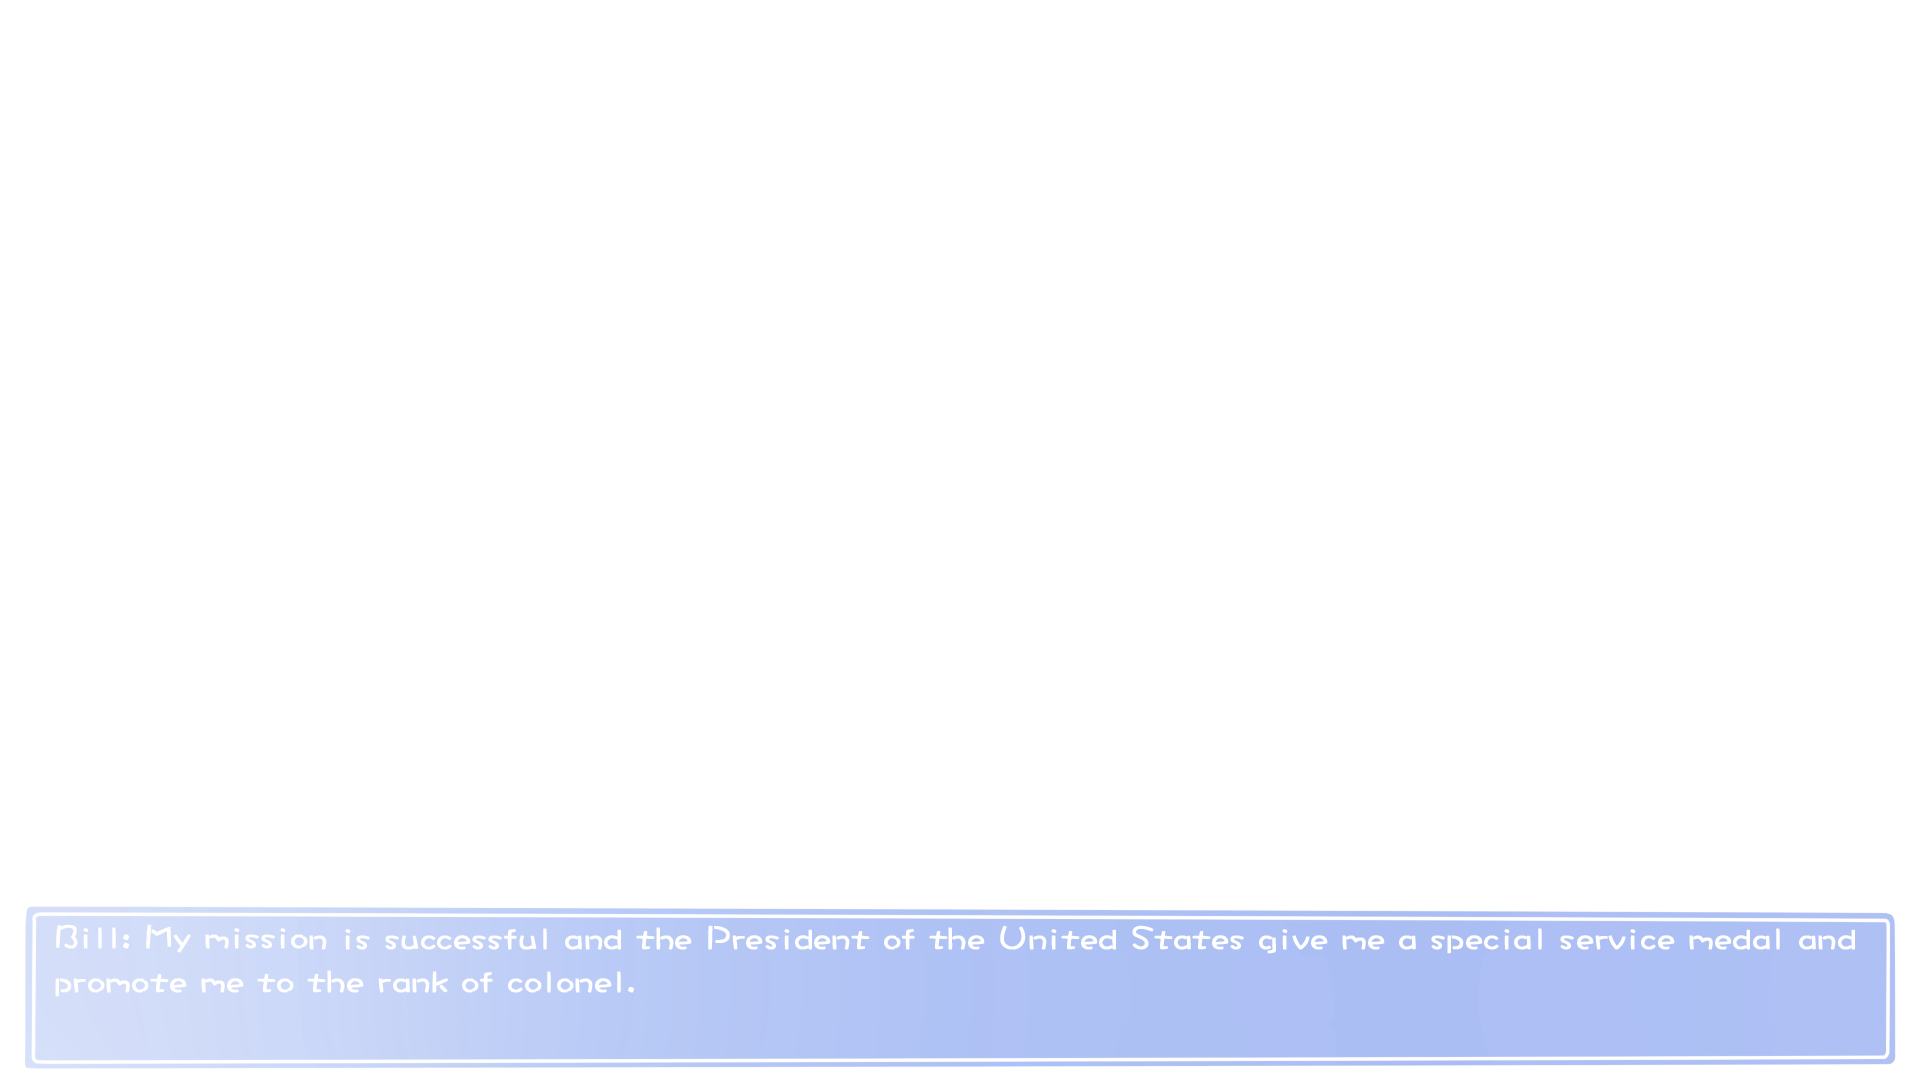 Bill: My mission is successful and the President of the United States give me a special service medal and
promote me to the rank of colonel.